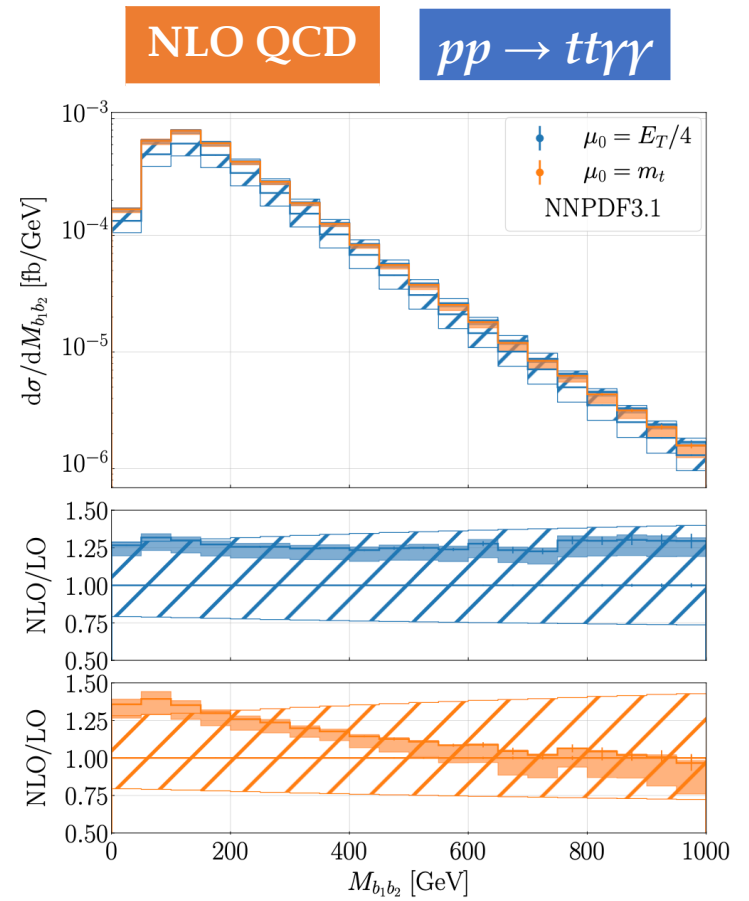 NLO QCD
pp → ttγγ
dσ/dM_{b_1b_2} [fb/GeV]
10^{-3}
10^{-4}
10^{-5}
10^{-6}
μ_0 = E_T/4
μ_0 = m_t
NNPDF3.1
NLO/LO
1.50
1.25
1.00
0.75
0.50
NLO/LO
1.50
1.25
1.00
0.75
0.50
0 200 400 600 800 1000
M_{b_1b_2} [GeV]